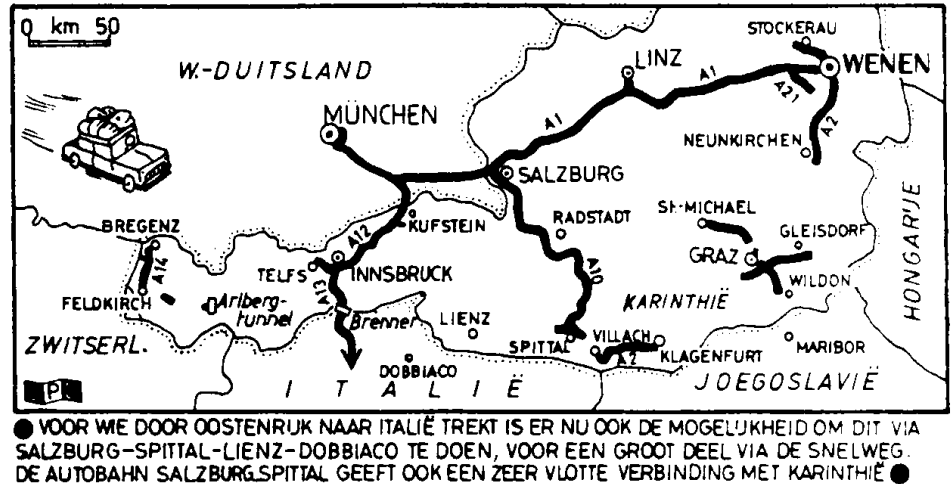 0 km 50
STOCKERAU
W.-DUITSLAND
LINZ
A1
WENEN
A21
MÜNCHEN
A1
A2
NEUNKIRCHEN
SALZBURG
HONGARIJE
BREGENZ
A12
KUFSTEIN
RADSTADT
ST-MICHAEL
GLEISDORF
A14
TELFS
INNSBRUCK
A10
GRAZ
FELDKIRCH
Arlberg-
tunnel
A13
Brenner
KARINTHIË
WILDON
LIENZ
ZWITSERL.
SPITTAL
VILLACH
A2
KLAGENFURT
MARIBOR
DOBBIACO
P
ITALIË
JOEGOSLAVIË
● VOOR WIE DOOR OOSTENRIJK NAAR ITALIË TREKT IS ER NU OOK DE MOGELIJKHEID OM DIT VIA
SALZBURG-SPITTAL-LIENZ-DOBBIACO TE DOEN, VOOR EEN GROOT DEEL VIA DE SNELWEG.
DE AUTOBAHN SALZBURG-SPITTAL GEEFT OOK EEN ZEER VLOTTE VERBINDING MET KARINTHIË ●